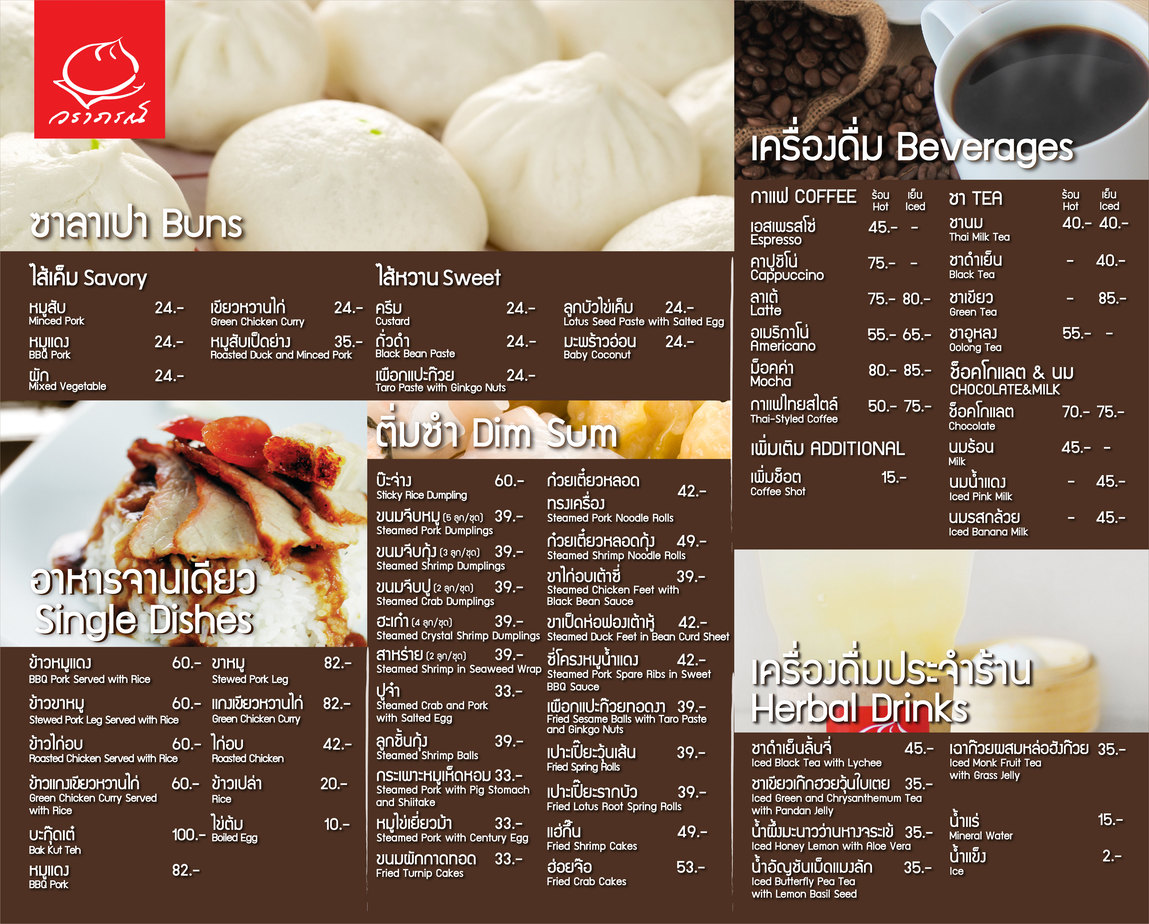 วราภรณ์
ซาลาเปา Buns
ไส้เค็ม Savory
หมูสับ 24.-
Minced Pork
หมูแดง 24.-
BBQ Pork
ผัก 24.-
Mixed Vegetable
เขียวหวานไก่ 24.-
Green Chicken Curry
หมูสับเป็ดย่าง 35.-
Roasted Duck and Minced Pork
ไส้หวาน Sweet
ครีม 24.-
Custard
ถั่วดำ 24.-
Black Bean Paste
เผือกแปะก๊วย 24.-
Taro Paste with Ginkgo Nuts
ลูกบัวไข่เค็ม 24.-
Lotus Seed Paste with Salted Egg
มะพร้าวอ่อน 24.-
Baby Coconut
อาหารจานเดียว
Single Dishes
ข้าวหมูแดง 60.-
BBQ Pork Served with Rice
ข้าวขาหมู 60.-
Stewed Pork Leg Served with Rice
ข้าวไก่อบ 60.-
Roasted Chicken Served with Rice
ข้าวแกงเขียวหวานไก่ 60.-
Green Chicken Curry Served
with Rice
บะกุ๊ดเต๋ 100.-
Bak Kut Teh
หมูแดง 82.-
BBQ Pork
ขาหมู 82.-
Stewed Pork Leg
แกงเขียวหวานไก่ 82.-
Green Chicken Curry
ไก่อบ 42.-
Roasted Chicken
ข้าวเปล่า 20.-
Rice
ไข่ต้ม 10.-
Boiled Egg
ติ่มซำ Dim Sum
บ๊ะจ่าง 60.-
Sticky Rice Dumpling
ขนมจีบหมู (5 ลูก/ชุด) 39.-
Steamed Pork Dumplings
ขนมจีบกุ้ง (3 ลูก/ชุด) 39.-
Steamed Shrimp Dumplings
ขนมจีบปู (2 ลูก/ชุด) 39.-
Steamed Crab Dumplings
ฮะเก๋า (4 ลูก/ชุด) 39.-
Steamed Crystal Shrimp Dumplings
สาหร่าย (2 ลูก/ชุด) 39.-
Steamed Shrimp in Seaweed Wrap
ปูจ๋า 33.-
Steamed Crab and Pork
with Salted Egg
ลูกชิ้นกุ้ง 39.-
Steamed Shrimp Balls
กระเพาะหมูเห็ดหอม 33.-
Steamed Pork with Pig Stomach
and Shiitake
หมูไข่เยี่ยวม้า 33.-
Steamed Pork with Century Egg
ขนมผักกาดทอด 33.-
Fried Turnip Cakes
ก๋วยเตี๋ยวหลอด
ทรงเครื่อง 42.-
Steamed Pork Noodle Rolls
ก๋วยเตี๋ยวหลอดกุ้ง 49.-
Steamed Shrimp Noodle Rolls
ขาไก่อบเต้าซี่ 39.-
Steamed Chicken Feet with
Black Bean Sauce
ขาเป็ดห่อฟองเต้าหู้ 42.-
Steamed Duck Feet in Bean Curd Sheet
ซี่โครงหมูน้ำแดง 42.-
Steamed Pork Spare Ribs in Sweet
BBQ Sauce
เผือกแปะก๊วยทอดงา 39.-
Fried Sesame Balls with Taro Paste
and Ginkgo Nuts
เปาะเปี๊ยะวุ้นเส้น 39.-
Fried Spring Rolls
เปาะเปี๊ยะรากบัว 39.-
Fried Lotus Root Spring Rolls
แฮ่กึ๊น 49.-
Fried Shrimp Cakes
ฮ่อยจ๊อ 53.-
Fried Crab Cakes
เครื่องดื่ม Beverages
กาแฟ COFFEE ร้อน เย็น
Hot Iced
เอสเพรสโซ่ 45.- -
Espresso
คาปูชิโน่ 75.- -
Cappuccino
ลาเต้ 75.- 80.-
Latte
อเมริกาโน่ 55.- 65.-
Americano
ม็อคค่า 80.- 85.-
Mocha
กาแฟไทยสไตล์ 50.- 75.-
Thai-Styled Coffee
เพิ่มเติม ADDITIONAL
เพิ่มช็อต 15.-
Coffee Shot
ชา TEA ร้อน เย็น
Hot Iced
ชานม 40.- 40.-
Thai Milk Tea
ชาดำเย็น - 40.-
Black Tea
ชาเขียว - 85.-
Green Tea
ชาอูหลง 55.- -
Oolong Tea
ช็อคโกแลต & นม
CHOCOLATE&MILK
ช็อคโกแลต 70.- 75.-
Chocolate
นมร้อน 45.- -
Milk
นมน้ำแดง - 45.-
Iced Pink Milk
นมรสกล้วย - 45.-
Iced Banana Milk
เครื่องดื่มประจำร้าน
Herbal Drinks
ชาดำเย็นลิ้นจี่ 45.-
Iced Black Tea with Lychee
ชาเขียวเก๊กฮวยวุ้นใบเตย 35.-
Iced Green and Chrysanthemum Tea
with Pandan Jelly
น้ำผึ้งมะนาวว่านหางจระเข้ 35.-
Iced Honey Lemon with Aloe Vera
น้ำอัญชันเม็ดแมงลัก 35.-
Iced Butterfly Pea Tea
with Lemon Basil Seed
เฉาก๊วยผสมหล่อฮังก๊วย 35.-
Iced Monk Fruit Tea
with Grass Jelly
น้ำแร่ 15.-
Mineral Water
น้ำแข็ง 2.-
Ice